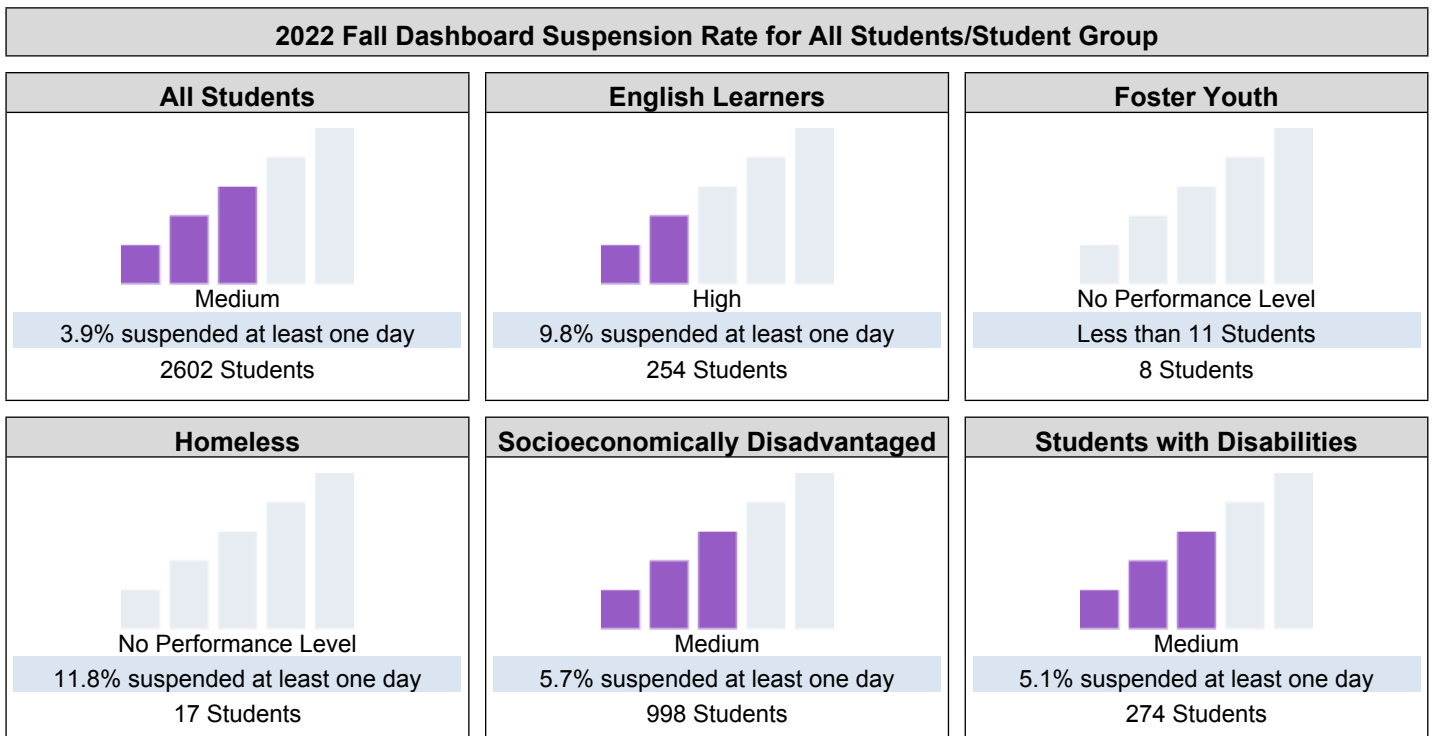 2022 Fall Dashboard Suspension Rate for All Students/Student Group
All Students
Medium
3.9% suspended at least one day
2602 Students
English Learners
High
9.8% suspended at least one day
254 Students
Foster Youth
No Performance Level
Less than 11 Students
8 Students
Homeless
No Performance Level
11.8% suspended at least one day
17 Students
Socioeconomically Disadvantaged
Medium
5.7% suspended at least one day
998 Students
Students with Disabilities
Medium
5.1% suspended at least one day
274 Students